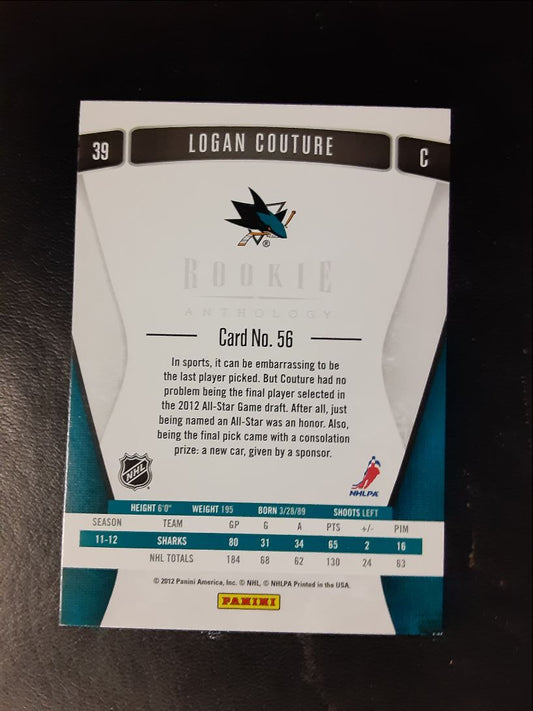 39 LOGAN COUTURE C
®
ROOKIE
ANTHOLOGY
Card No. 56
In sports, it can be embarrassing to be
the last player picked. But Couture had no
problem being the final player selected in
the 2012 All-Star Game draft. After all, just
being named an All-Star was an honor. Also,
being the final pick came with a consolation
prize: a new car, given by a sponsor.
NHL
NHLPA
HEIGHT 6'0" WEIGHT 195 BORN 3/28/89 SHOOTS LEFT
SEASON TEAM GP G A PTS +/- PIM
11-12 SHARKS 80 31 34 65 2 16
NHL TOTALS 184 68 62 130 24 63
© 2012 Panini America, Inc. © NHL, © NHLPA Printed in the USA.
PANINI